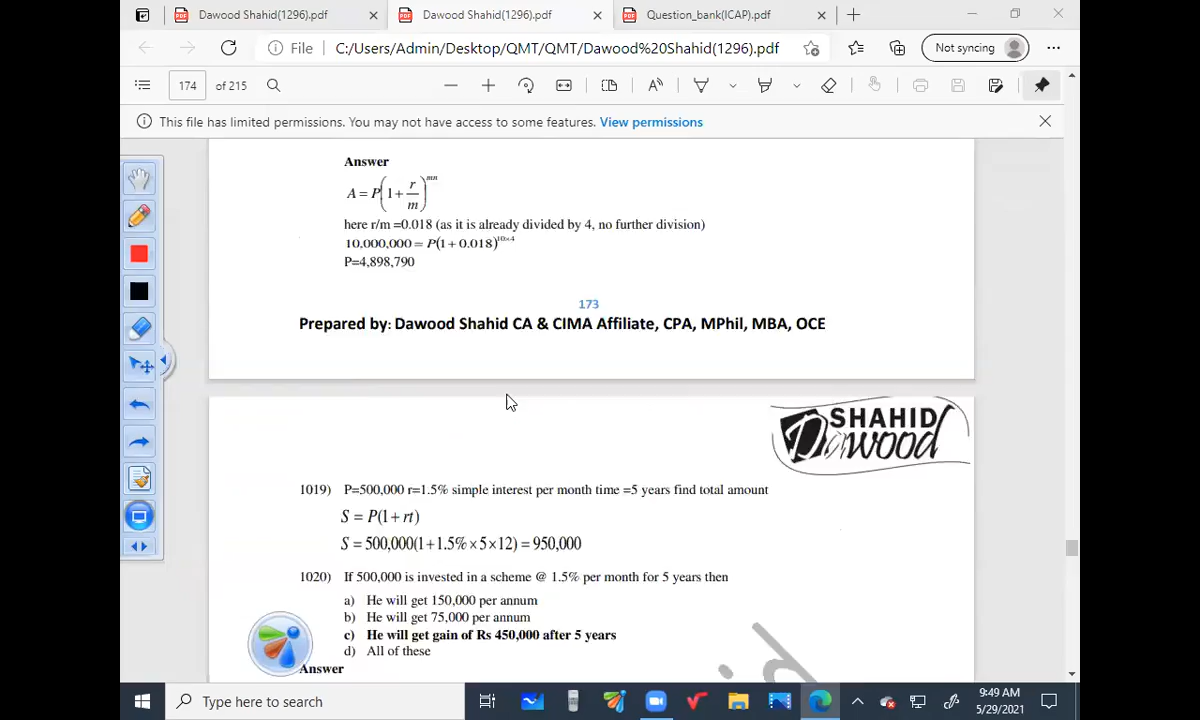 Dawood Shahid(1296).pdf
Dawood Shahid(1296).pdf
Question_bank(ICAP).pdf
File
C:/Users/Admin/Desktop/QMT/QMT/Dawood%20Shahid(1296).pdf
Not syncing
174 of 215
This file has limited permissions. You may not have access to some features. View permissions
Answer
A = P(1 + r/m)^mn
here r/m =0.018 (as it is already divided by 4, no further division)
10,000,000 = P(1 + 0.018)^10×4
P=4,898,790
173
Prepared by: Dawood Shahid CA & CIMA Affiliate, CPA, MPhil, MBA, OCE
SHAHID
Dawood
1019) P=500,000 r=1.5% simple interest per month time =5 years find total amount
S = P(1 + rt)
S = 500,000(1+1.5%×5×12) = 950,000
1020) If 500,000 is invested in a scheme @ 1.5% per month for 5 years then
a) He will get 150,000 per annum
b) He will get 75,000 per annum
c) He will get gain of Rs 450,000 after 5 years
d) All of these
Answer
id
Type here to search
9:49 AM
5/29/2021